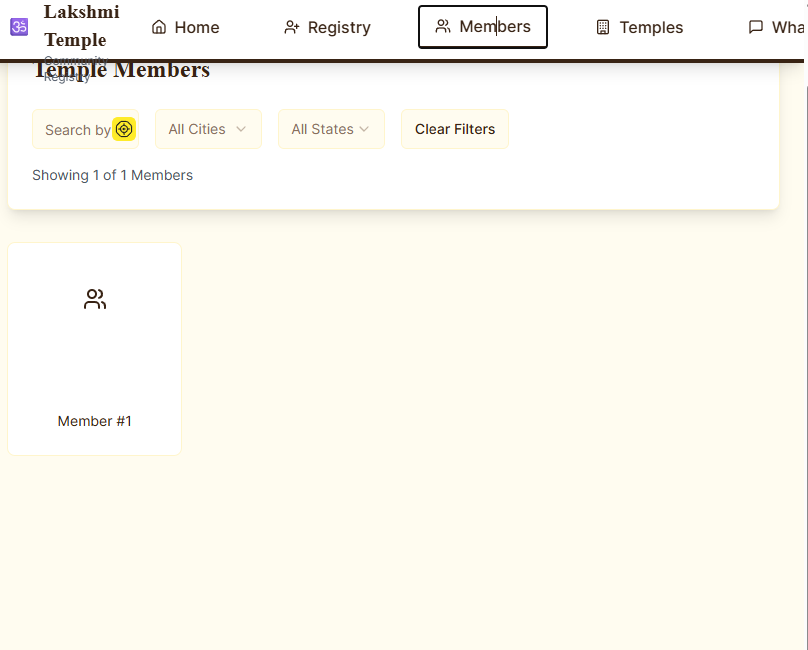 ॐ
Lakshmi
Temple
Community
Registry
Home
Registry
Members
Temples
Wha
Temple Members
Search by
All Cities
All States
Clear Filters
Showing 1 of 1 Members
Member #1